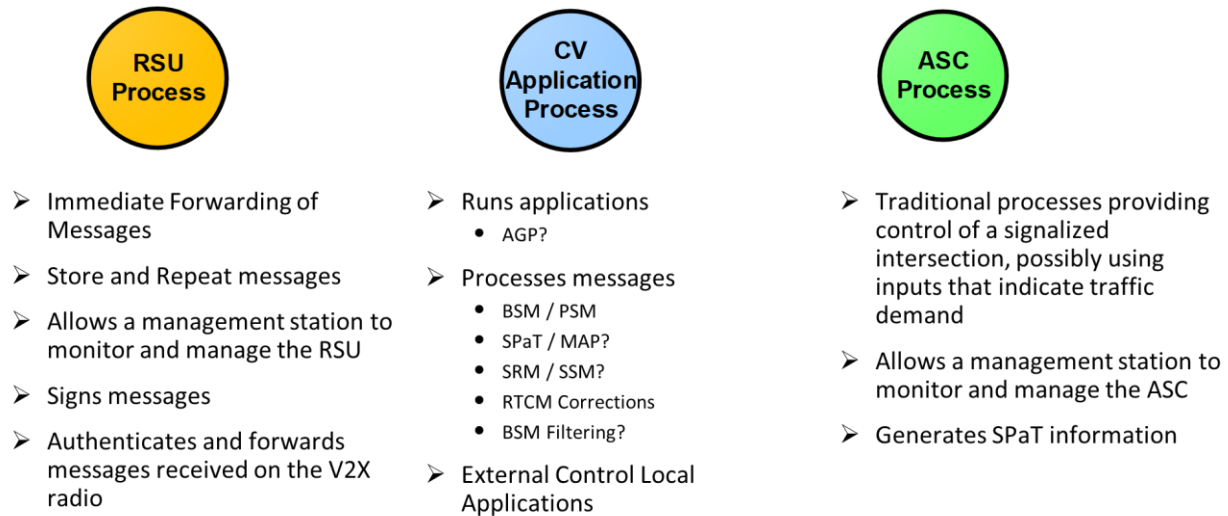 RSU
Process
➢ Immediate Forwarding of
Messages
➢ Store and Repeat messages
➢ Allows a management station to
monitor and manage the RSU
➢ Signs messages
➢ Authenticates and forwards
messages received on the V2X
radio
CV
Application
Process
➢ Runs applications
• AGP?
➢ Processes messages
• BSM / PSM
• SPaT / MAP?
• SRM / SSM?
• RTCM Corrections
• BSM Filtering?
➢ External Control Local
Applications
ASC
Process
➢ Traditional processes providing
control of a signalized
intersection, possibly using
inputs that indicate traffic
demand
➢ Allows a management station to
monitor and manage the ASC
➢ Generates SPaT information